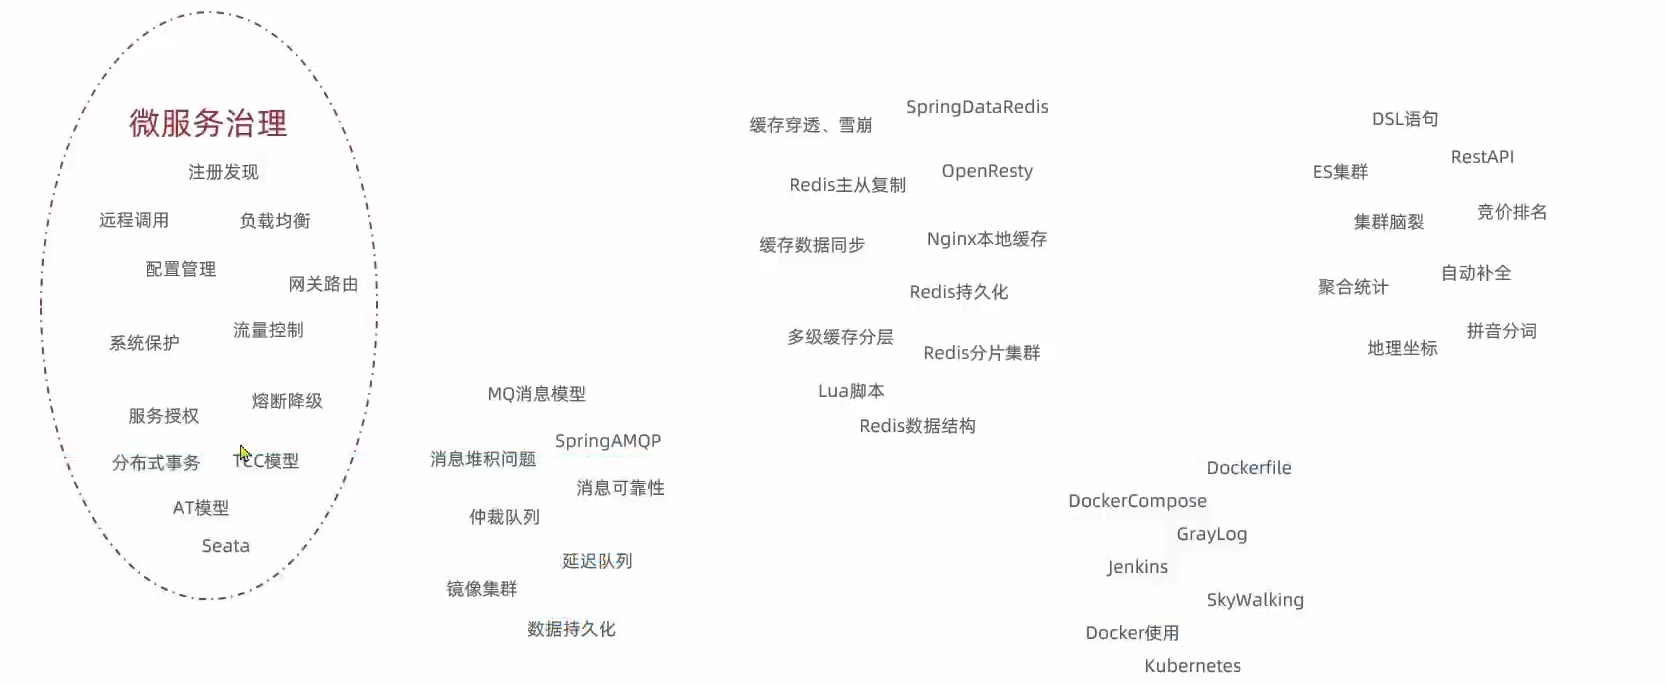 微服务治理
注册发现
远程调用
负载均衡
配置管理
网关路由
流量控制
系统保护
熔断降级
服务授权
分布式事务
TCC模型
AT模型
Seata
MQ消息模型
SpringAMQP
消息堆积问题
消息可靠性
仲裁队列
延迟队列
镜像集群
数据持久化
SpringDataRedis
缓存穿透、雪崩
OpenResty
Redis主从复制
Nginx本地缓存
缓存数据同步
Redis持久化
多级缓存分层
Redis分片集群
Lua脚本
Redis数据结构
Dockerfile
DockerCompose
GrayLog
Jenkins
SkyWalking
Docker使用
Kubernetes
DSL语句
RestAPI
ES集群
竞价排名
集群脑裂
自动补全
聚合统计
拼音分词
地理坐标